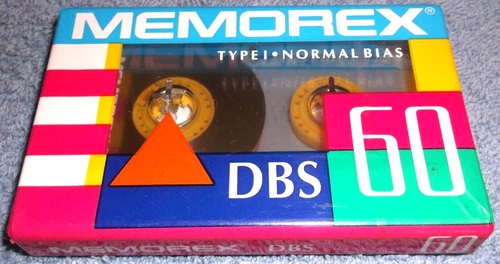 MEMOREX®
TYPE I • NORMAL BIAS
DBS 60
MEMOREX DBS 60